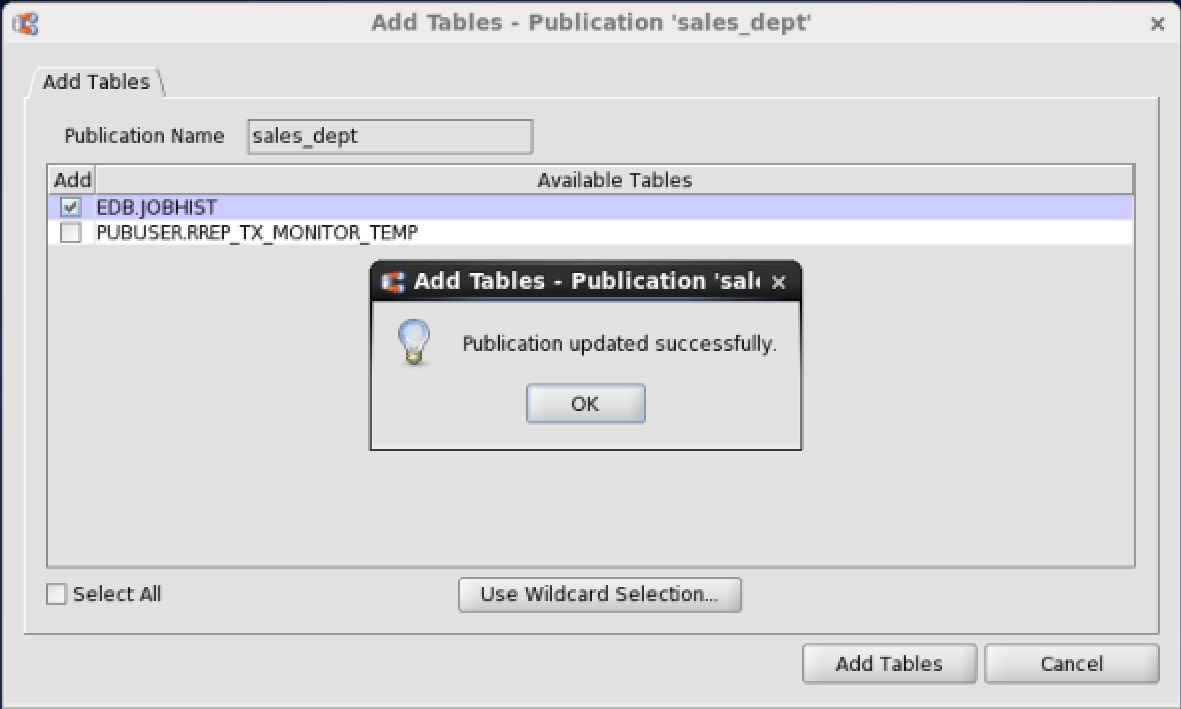 Add Tables - Publication 'sales_dept'
Add Tables
Publication Name sales_dept
Add Available Tables
EDB.JOBHIST
PUBUSER.RREP_TX_MONITOR_TEMP
Add Tables - Publication 'sal
Publication updated successfully.
OK
Select All Use Wildcard Selection...
Add Tables Cancel